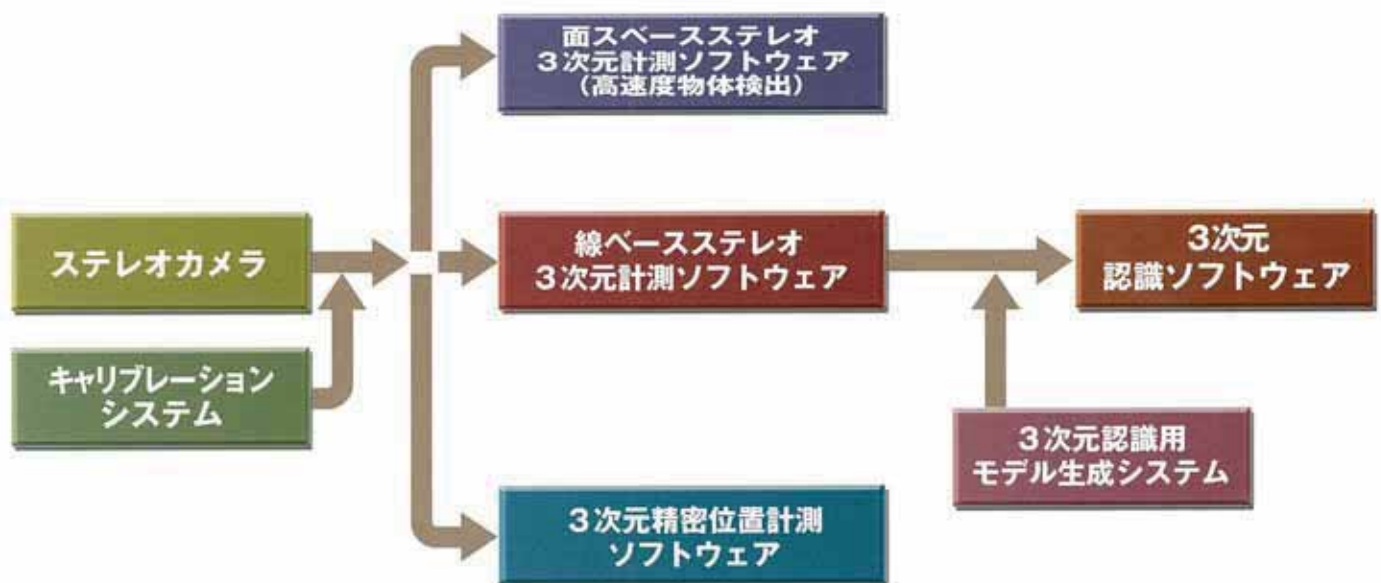 面スベースステレオ
3次元計測ソフトウェア
(高速度物体検出)
ステレオカメラ
線ベースステレオ
3次元計測ソフトウェア
3次元
認識ソフトウェア
キャリブレーション
システム
3次元認識用
モデル生成システム
3次元精密位置計測
ソフトウェア